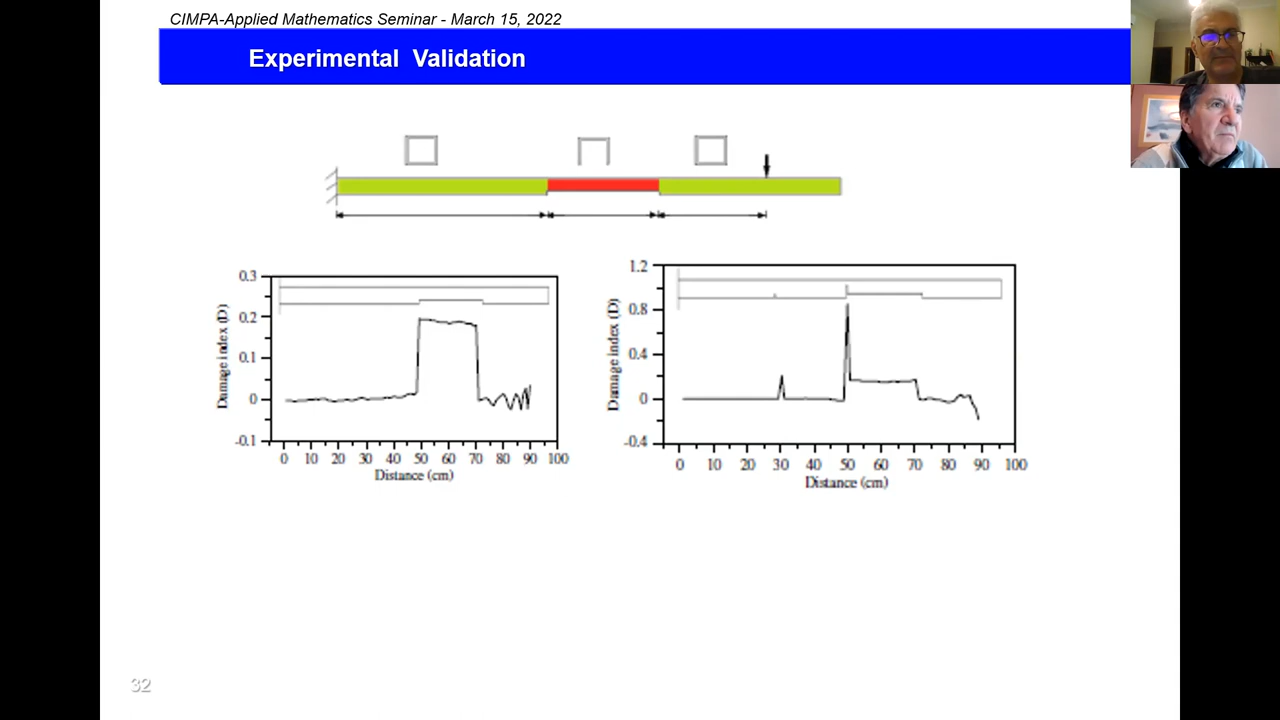 CIMPA-Applied Mathematics Seminar - March 15, 2022
Experimental Validation
0.3
0.2
0.1
0
-0.1
Damage index (D)
0 10 20 30 40 50 60 70 80 90 100
Distance (cm)
1.2
0.8
0.4
0
-0.4
Damage index (D)
0 10 20 30 40 50 60 70 80 90 100
Distance (cm)
32